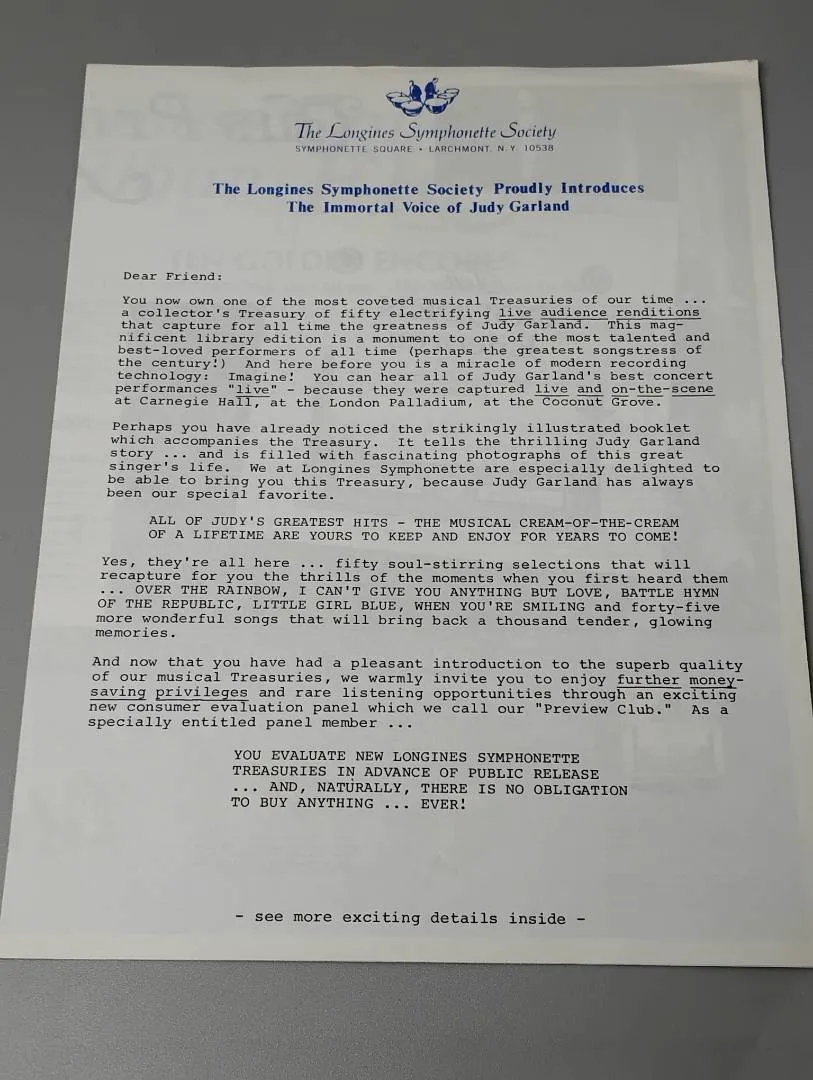 The Longines Symphonette Society
SYMPHONETTE SQUARE • LARCHMONT, N.Y. 10538
The Longines Symphonette Society Proudly Introduces
The Immortal Voice of Judy Garland
Dear Friend:
You now own one of the most coveted musical Treasures of our time ...
a collector's Treasury of fifty electrifying live audience renditions
that capture for all time the greatness of Judy Garland. This mag-
nificent library edition is a monument to one of the most talented and
best-loved performers of all time (perhaps the greatest songstress of
the century!) And here before you is a miracle of modern recording
technology: Imagine! You can hear all of Judy Garland's best concert
performances "live" - because they were captured live and on-the-scene
at Carnegie Hall, at the London Palladium, at the Coconut Grove.
Perhaps you have already noticed the strikingly illustrated booklet
which accompanies the Treasury. It tells the thrilling Judy Garland
story ... and is filled with fascinating photographs of this great
singer's life. We at Longines Symphonette are especially delighted to
be able to bring you this Treasury, because Judy Garland has always
been our special favorite.
ALL OF JUDY'S GREATEST HITS - THE MUSICAL CREAM-OF-THE-CREAM
OF A LIFETIME ARE YOURS TO KEEP AND ENJOY FOR YEARS TO COME!
Yes, they're all here ... fifty soul-stirring selections that will
recapture for you the thrills of the moments when you first heard them
... OVER THE RAINBOW, I CAN'T GIVE YOU ANYTHING BUT LOVE, BATTLE HYMN
OF THE REPUBLIC, LITTLE GIRL BLUE, WHEN YOU'RE SMILING and forty-five
more wonderful songs that will bring back a thousand tender, glowing
memories.
And now that you have had a pleasant introduction to the superb quality
of our musical Treasuries, we warmly invite you to enjoy further money-
saving privileges and rare listening opportunities through an exciting
new consumer evaluation panel which we call our "Preview Club." As a
specially entitled panel member ...
YOU EVALUATE NEW LONGINES SYMPHONETTE
TREASURIES IN ADVANCE OF PUBLIC RELEASE
... AND, NATURALLY, THERE IS NO OBLIGATION
TO BUY ANYTHING ... EVER!
- see more exciting details inside -